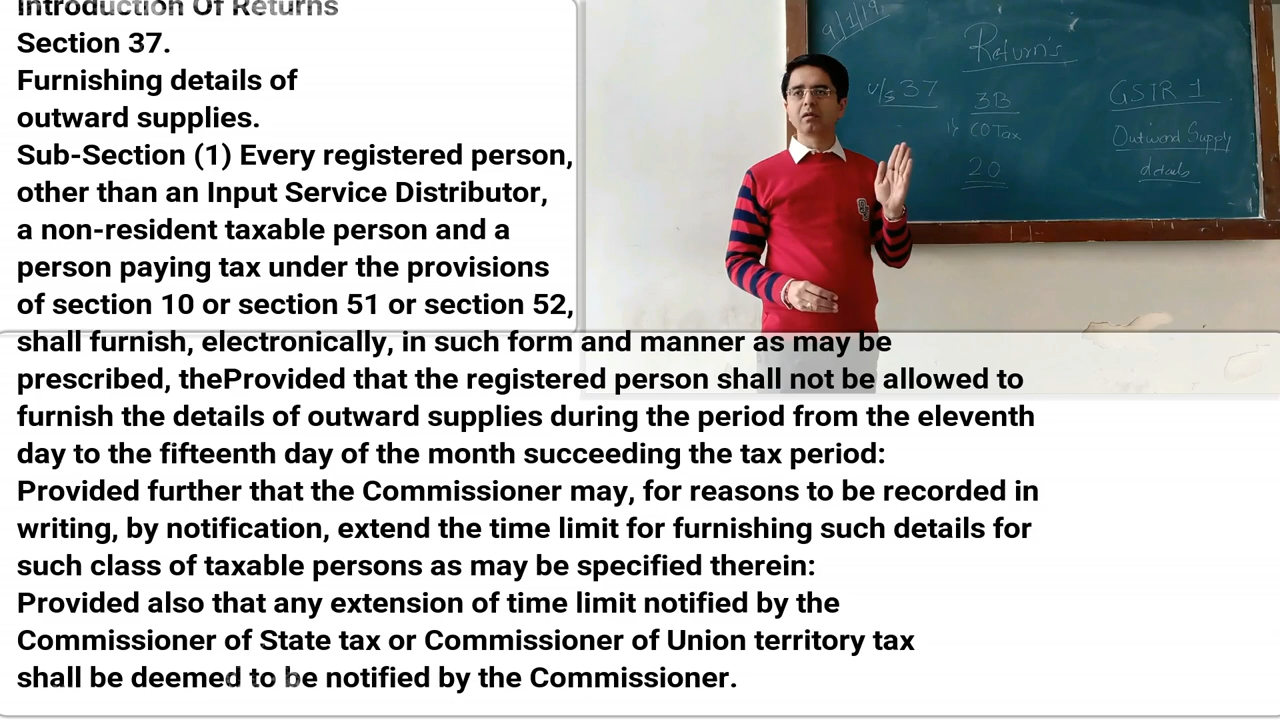 Introduction Of Returns
Section 37.
Furnishing details of
outward supplies.
Sub-Section (1) Every registered person,
other than an Input Service Distributor,
a non-resident taxable person and a
person paying tax under the provisions
of section 10 or section 51 or section 52,
shall furnish, electronically, in such form and manner as may be
prescribed, theProvided that the registered person shall not be allowed to
furnish the details of outward supplies during the period from the eleventh
day to the fifteenth day of the month succeeding the tax period:
Provided further that the Commissioner may, for reasons to be recorded in
writing, by notification, extend the time limit for furnishing such details for
such class of taxable persons as may be specified therein:
Provided also that any extension of time limit notified by the
Commissioner of State tax or Commissioner of Union territory tax
shall be deemed to be notified by the Commissioner.
9/1/19
Return's
u/s 37
3B
20
GSTR 1
Outward Supply
details